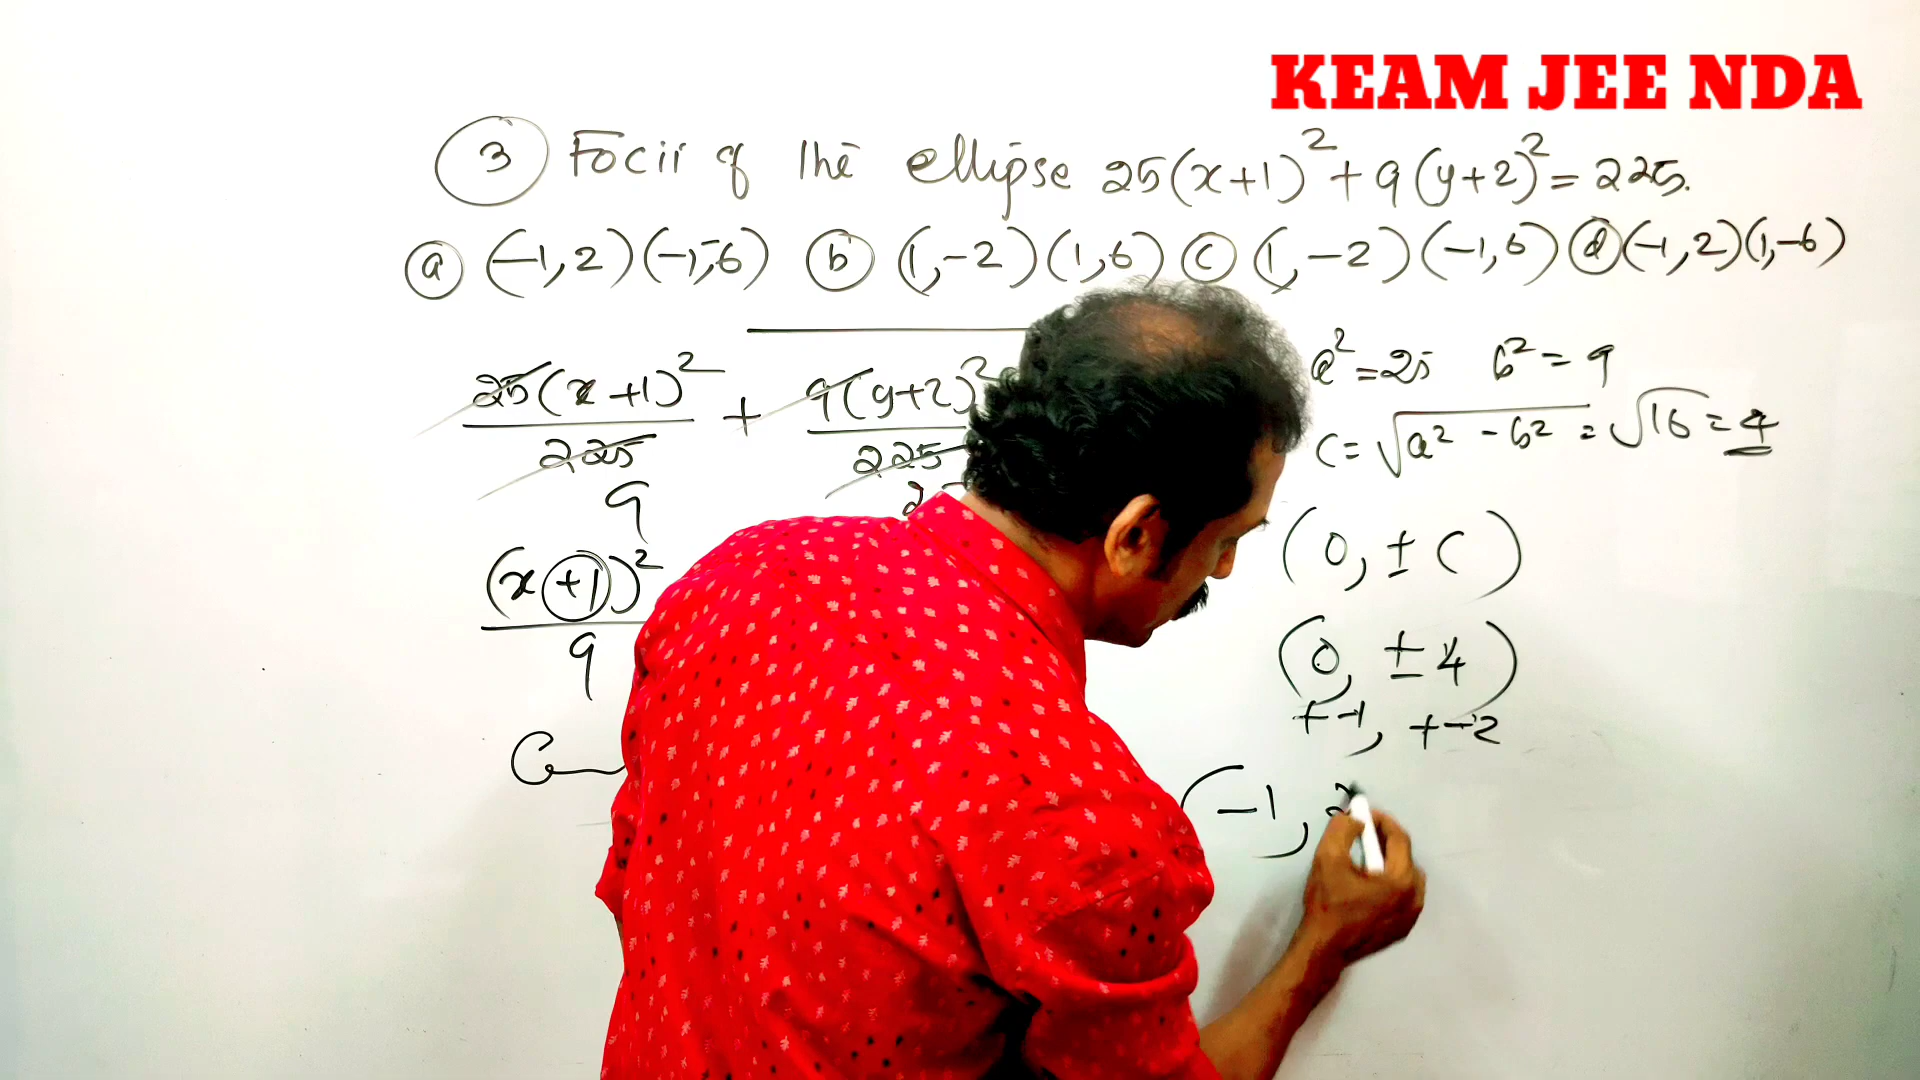 KEAM JEE NDA
3 Focii of the ellipse 25(x+1)² + 9(y+2)² = 225.
a (-1,2)(-1,-6) b (1,-2)(1,6) c (1,-2)(-1,6) d (-1,2)(1,-6)
25(x+1)² + 9(y+2)²
225 225
9
(x+1)²
9
a² = 25 b² = 9
c = √a² - b² = √16 = 4
(0, ± c)
(0, ± 4)
+-1, +-2
(-1, 2